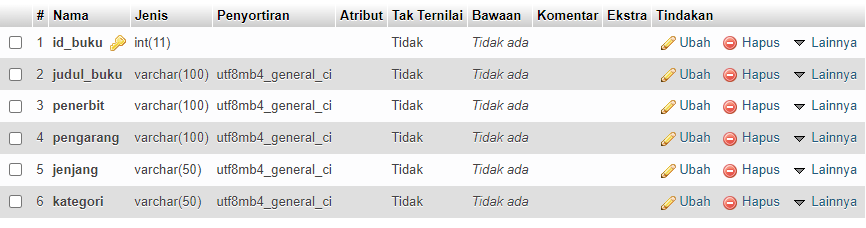 # Nama Jenis Penyortiran Atribut Tak Ternilai Bawaan Komentar Ekstra Tindakan
1 id_buku int(11) Tidak Tidak ada Ubah Hapus Lainnya
2 judul_buku varchar(100) utf8mb4_general_ci Tidak Tidak ada Ubah Hapus Lainnya
3 penerbit varchar(100) utf8mb4_general_ci Tidak Tidak ada Ubah Hapus Lainnya
4 pengarang varchar(100) utf8mb4_general_ci Tidak Tidak ada Ubah Hapus Lainnya
5 jenjang varchar(50) utf8mb4_general_ci Tidak Tidak ada Ubah Hapus Lainnya
6 kategori varchar(50) utf8mb4_general_ci Tidak Tidak ada Ubah Hapus Lainnya